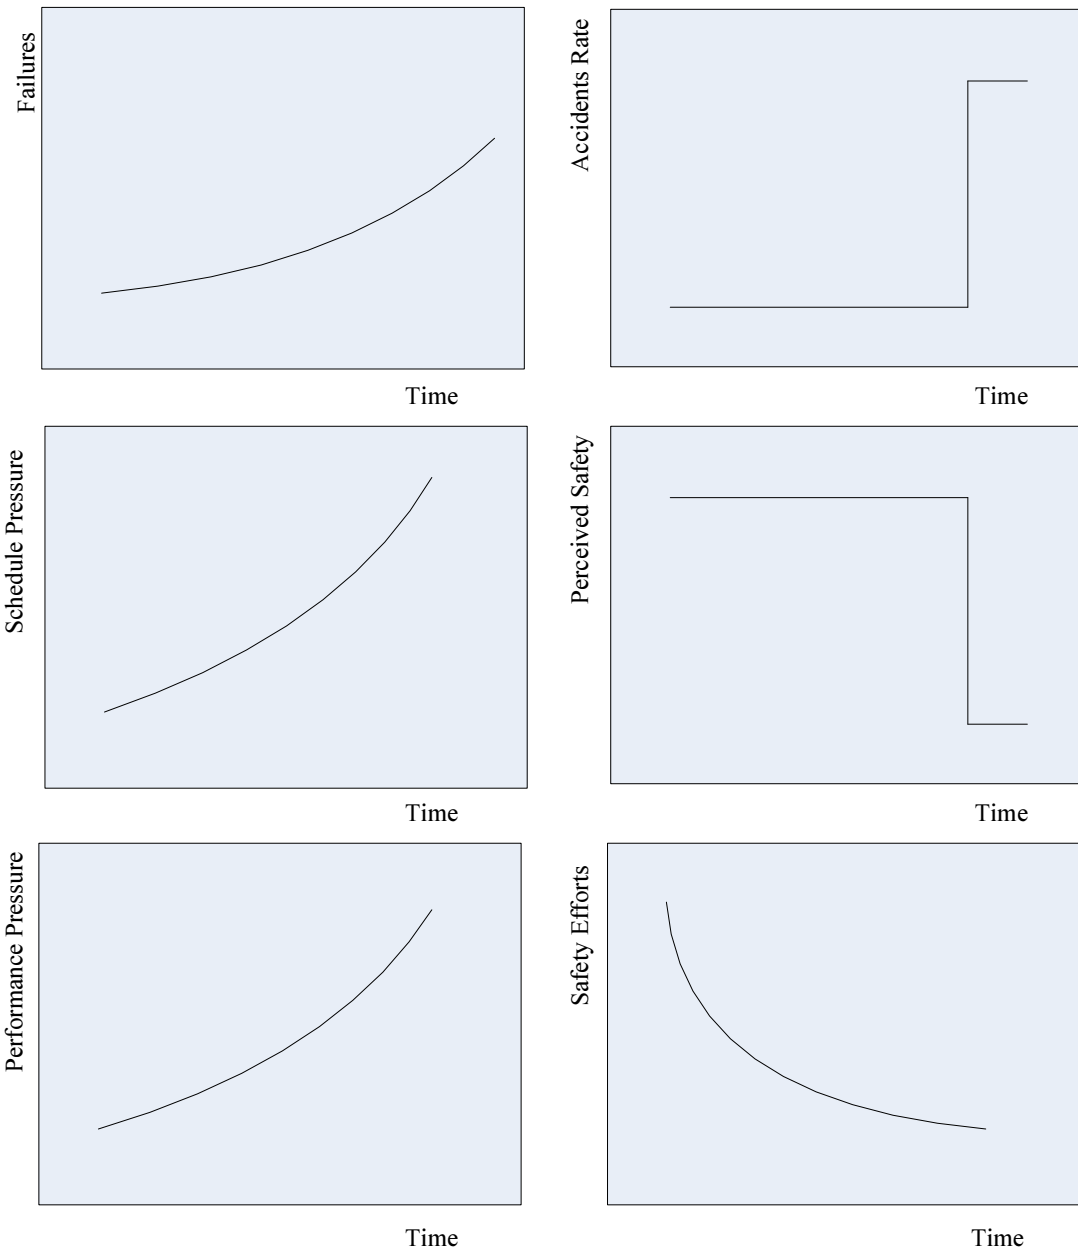 Failures
Accidents Rate
Time
Time
Schedule Pressure
Perceived Safety
Time
Time
Performance Pressure
Safety Efforts
Time
Time